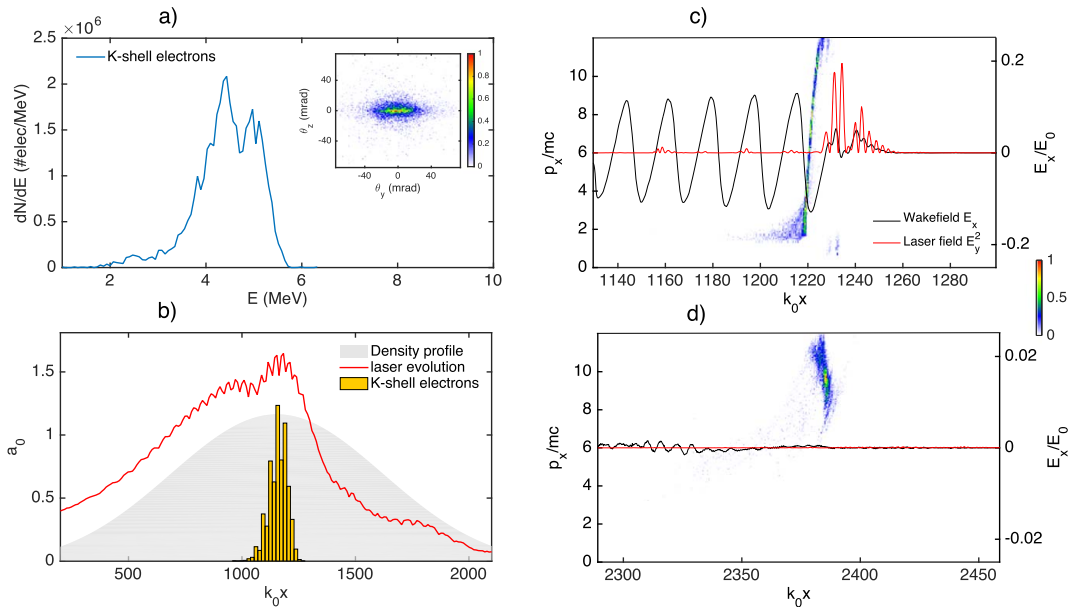 a)
×10^6
2.5
2
1.5
1
0.5
0
dN/dE (#elec/MeV)
K-shell electrons
2
4
6
8
10
E (MeV)
40
0
-40
θ_z (mrad)
-40
0
40
θ_y (mrad)
1
0.8
0.6
0.4
0.2
0
b)
1.5
1
0.5
0
a_0
Density profile
laser evolution
K-shell electrons
500
1000
1500
2000
k_0x
c)
10
8
6
4
2
0
p_x/mc
0.2
0
-0.2
E_x/E_0
Wakefield E_x
Laser field E_y^2
1140
1160
1180
1200
1220
1240
1260
1280
k_0x
1
0.5
0
d)
10
8
6
4
2
0
p_x/mc
0.02
0
-0.02
E_x/E_0
2300
2350
2400
2450
k_0x